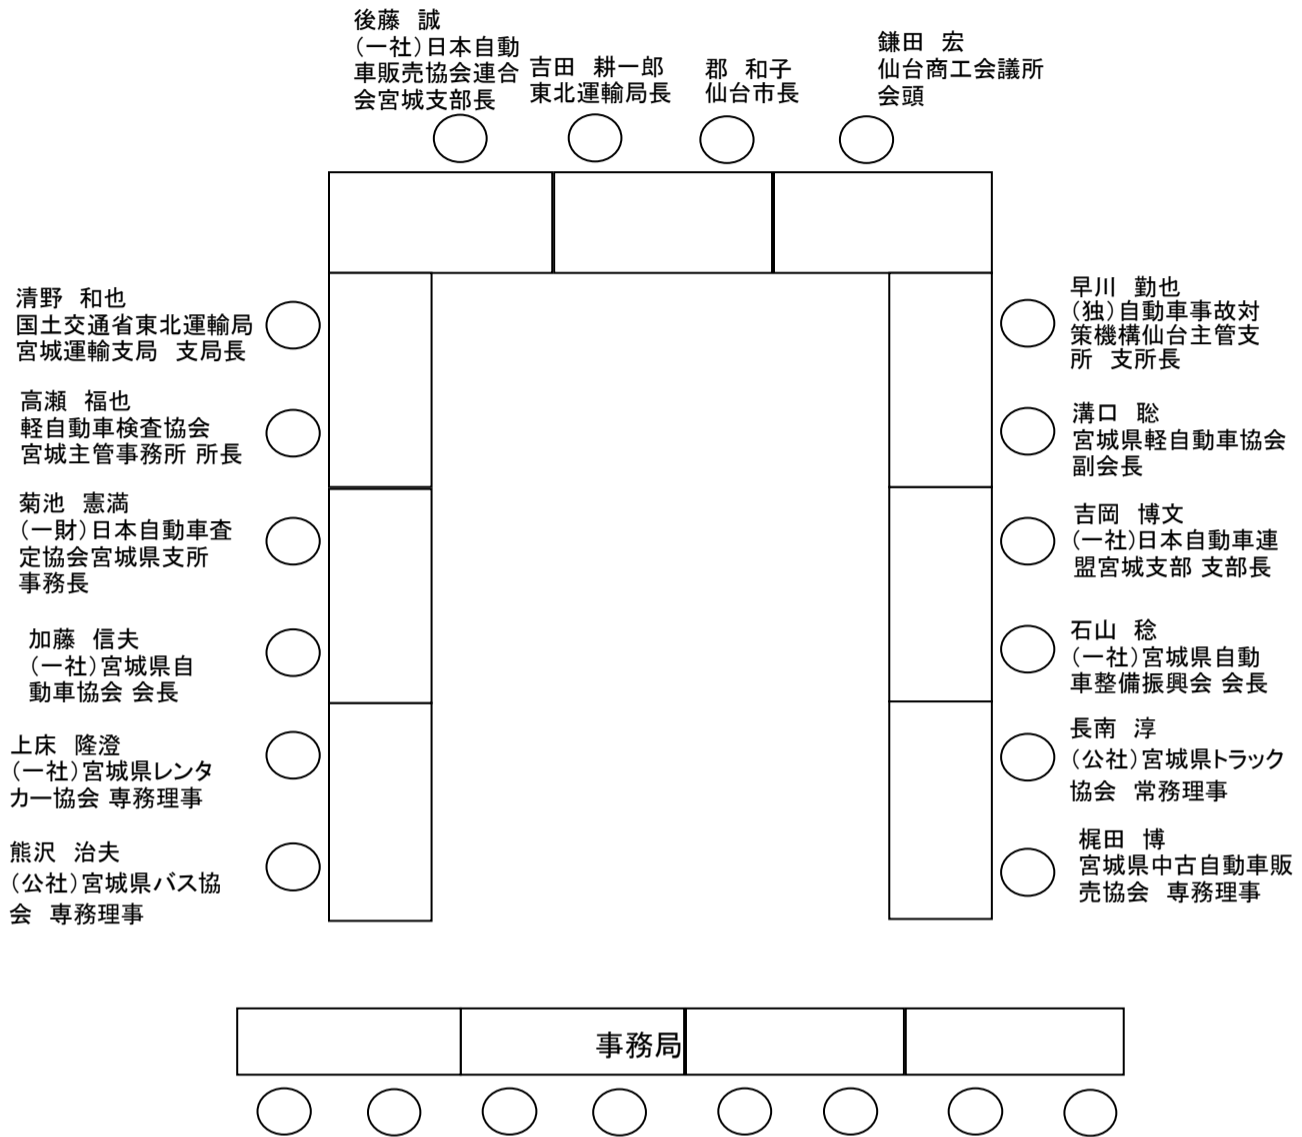 後藤　誠
（一社）日本自動
車販売協会連合
会宮城支部長
吉田　耕一郎
東北運輸局長
郡　和子
仙台市長
鎌田　宏
仙台商工会議所
会頭
清野　和也
国土交通省東北運輸局
宮城運輸支局　支局長
高瀬　福也
軽自動車検査協会
宮城主管事務所 所長
菊池　憲満
（一財）日本自動車査
定協会宮城県支所
事務長
加藤　信夫
（一社）宮城県自
動車協会 会長
上床　隆澄
（一社）宮城県レンタ
カー協会 専務理事
熊沢　治夫
（公社）宮城県バス協
会　専務理事
早川　勤也
（独）自動車事故対
策機構仙台主管支
所　支所長
溝口　聡
宮城県軽自動車協会
副会長
吉岡　博文
（一社）日本自動車連
盟宮城支部 支部長
石山　稔
（一社）宮城県自動
車整備振興会 会長
長南　淳
（公社）宮城県トラック
協会　常務理事
梶田　博
宮城県中古自動車販
売協会　専務理事
事務局